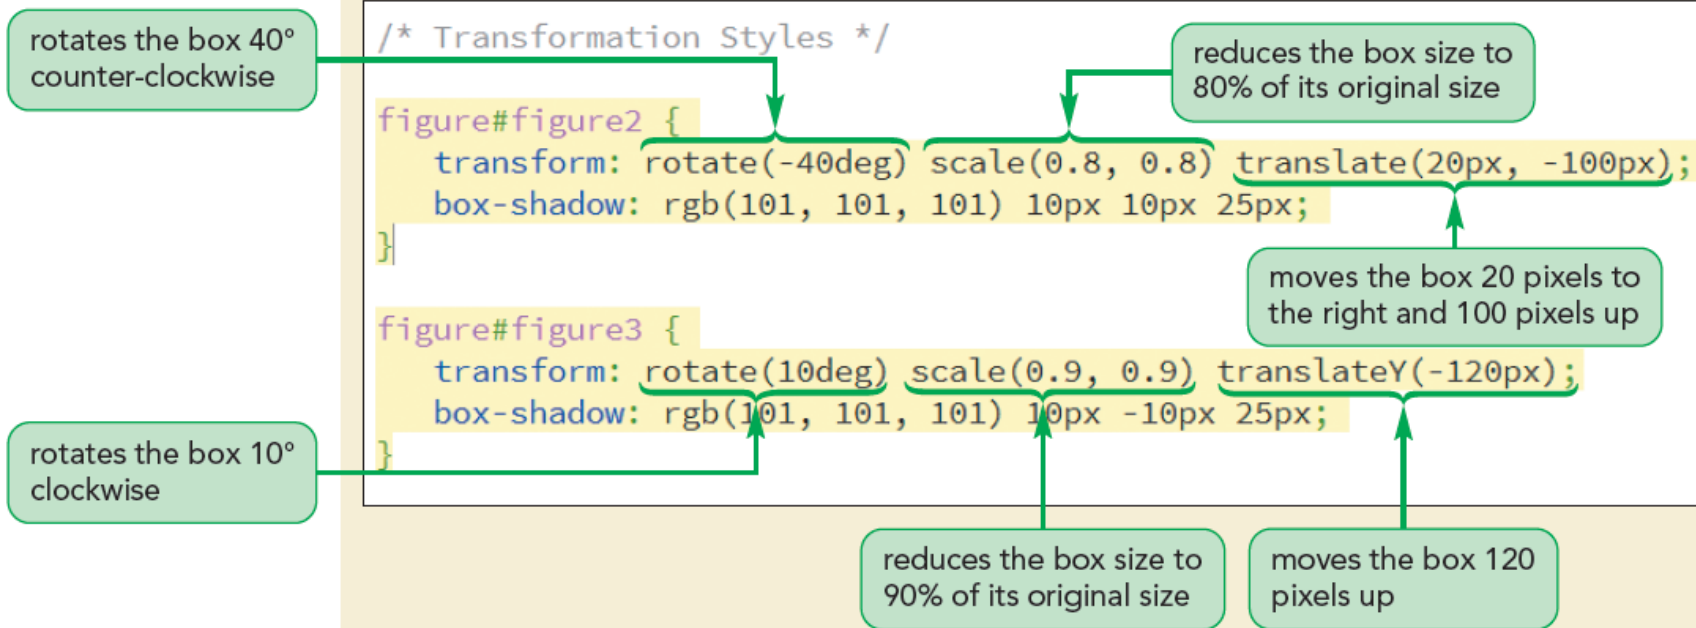 rotates the box 40°
counter-clockwise
/* Transformation Styles */
reduces the box size to
80% of its original size
figure#figure2 {
transform: rotate(-40deg) scale(0.8, 0.8) translate(20px, -100px);
box-shadow: rgb(101, 101, 101) 10px 10px 25px;
}
moves the box 20 pixels to
the right and 100 pixels up
figure#figure3 {
transform: rotate(10deg) scale(0.9, 0.9) translateY(-120px);
box-shadow: rgb(101, 101, 101) 10px -10px 25px;
}
rotates the box 10°
clockwise
reduces the box size to
90% of its original size
moves the box 120
pixels up